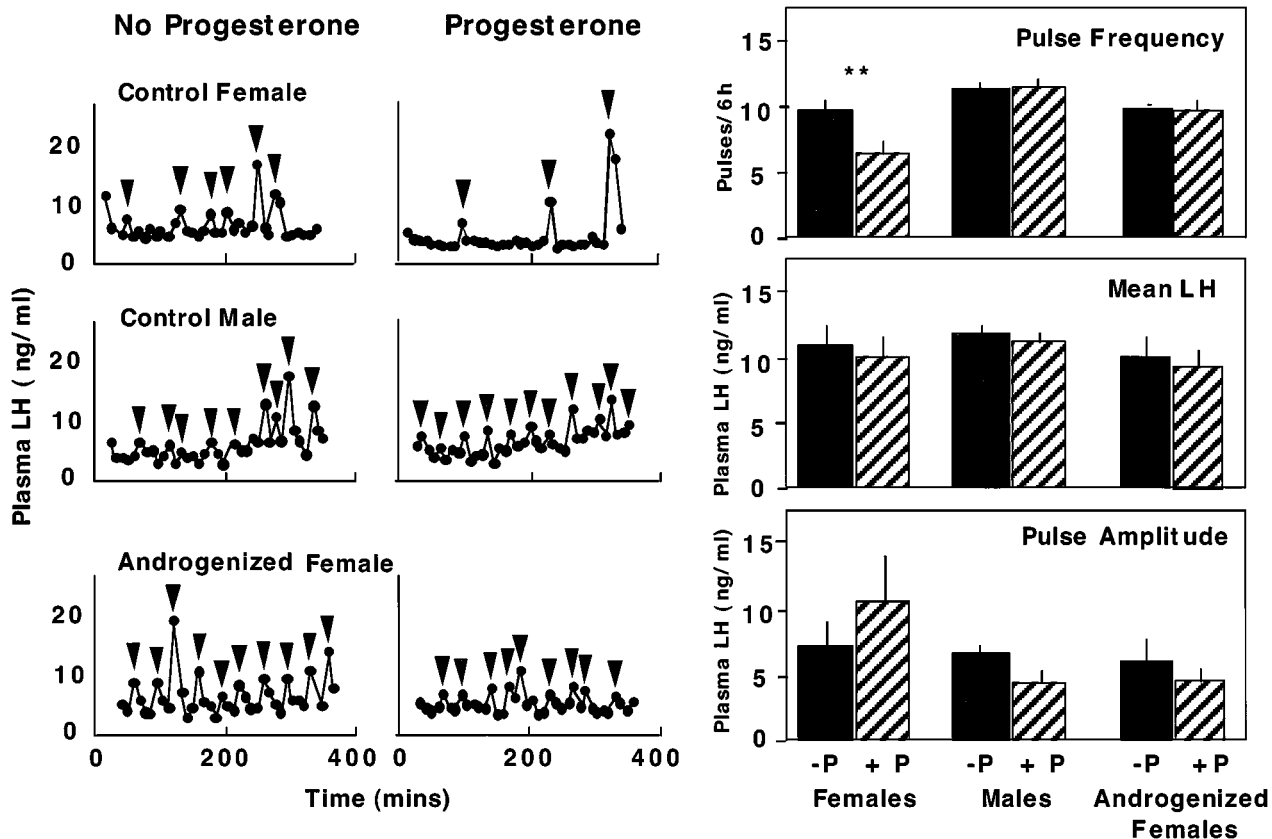 No Progesterone
Progesterone
Control Female
20
10
0
Control Male
20
10
0
Androgenized Female
20
10
0
0 200 400
0 200 400
Plasma LH ( ng/ ml)
Time (mins)
Pulse Frequency
**
15
10
5
0
Pulses/ 6h
Mean LH
15
10
5
0
Plasma LH ( ng/ ml)
Pulse Amplitude
15
10
5
0
Plasma LH ( ng/ ml)
-P + P -P + P -P + P
Females Males Androgenized
Females